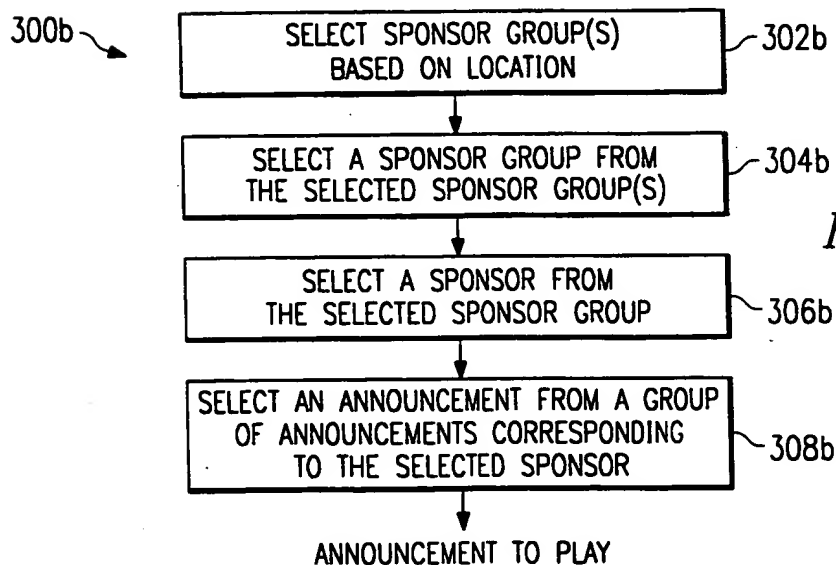 300b
SELECT SPONSOR GROUP(S)
BASED ON LOCATION
302b
SELECT A SPONSOR GROUP FROM
THE SELECTED SPONSOR GROUP(S)
304b
SELECT A SPONSOR FROM
THE SELECTED SPONSOR GROUP
306b
SELECT AN ANNOUNCEMENT FROM A GROUP
OF ANNOUNCEMENTS CORRESPONDING
TO THE SELECTED SPONSOR
308b
ANNOUNCEMENT TO PLAY